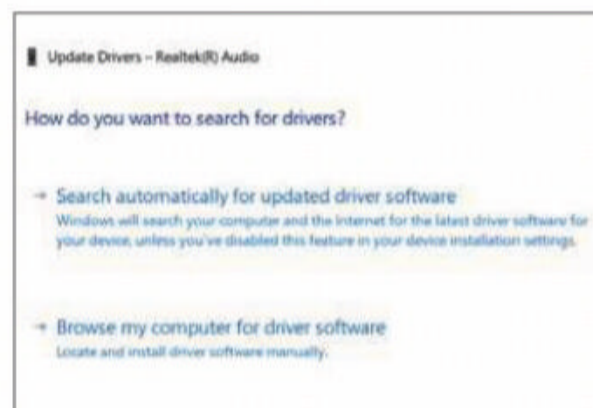 Update Drivers – Realtek(R) Audio
How do you want to search for drivers?
→ Search automatically for updated driver software
Windows will search your computer and the Internet for the latest driver software for
your device, unless you've disabled this feature in your device installation settings.
→ Browse my computer for driver software
Locate and install driver software manually.